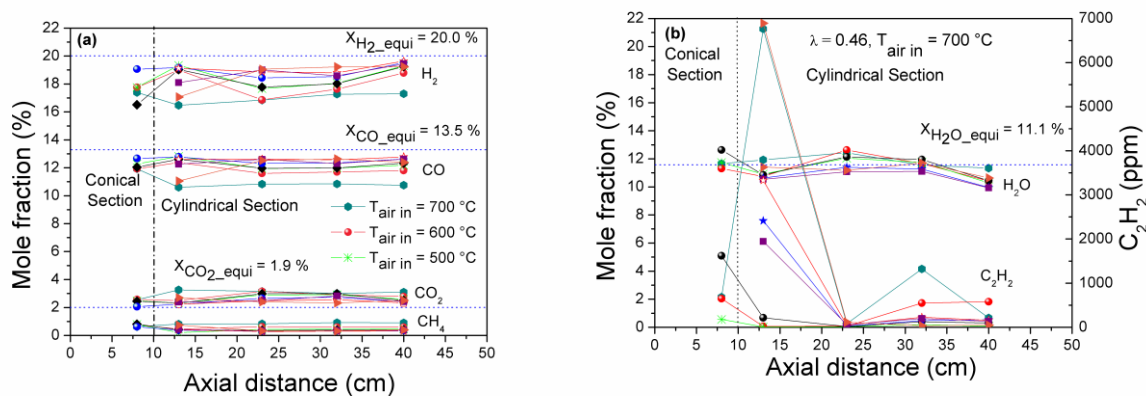 (a)
X_H2_equi = 20.0 %
H2
X_CO_equi = 13.5 %
CO
Conical
Section
Cylindrical Section
T_air in = 700 °C
T_air in = 600 °C
T_air in = 500 °C
X_CO2_equi = 1.9 %
CO2
CH4
Mole fraction (%)
22
20
18
16
14
12
10
8
6
4
2
0
0 5 10 15 20 25 30 35 40 45 50
Axial distance (cm)
(b)
Conical
Section
λ = 0.46, T_air in = 700 °C
Cylindrical Section
X_H2O_equi = 11.1 %
H2O
C2H2
Mole fraction (%)
22
20
18
16
14
12
10
8
6
4
2
0
0 5 10 15 20 25 30 35 40 45 50
Axial distance (cm)
7000
6000
5000
4000
3000
2000
1000
0
C2H2 (ppm)